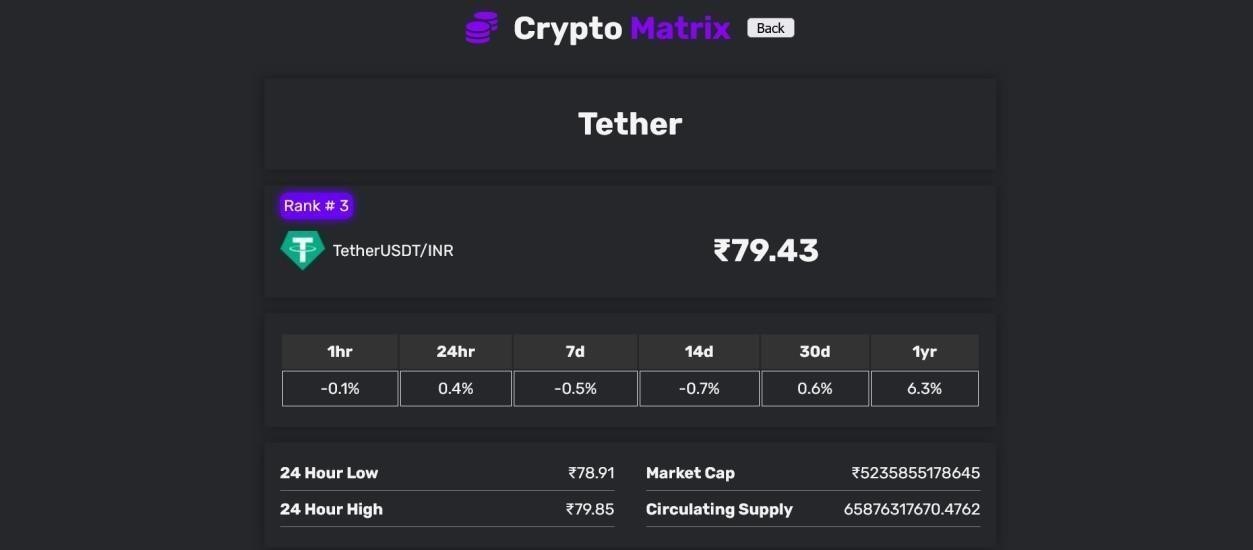 Crypto Matrix Back
Tether
Rank # 3
TetherUSDT/INR ₹79.43
1hr 24hr 7d 14d 30d 1yr
-0.1% 0.4% -0.5% -0.7% 0.6% 6.3%
24 Hour Low ₹78.91 Market Cap ₹5235855178645
24 Hour High ₹79.85 Circulating Supply 65876317670.4762